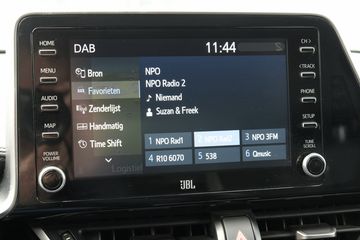 DAB
11:44
HOME
MENU
AUDIO
MAP
POWER
VOLUME
Bron
Favorieten
Zenderlijst
Handmatig
Time Shift
NPO
NPO Radio 2
Niemand
Suzan & Freek
1 NPO Rad1
2 NPO Rad2
3 NPO 3FM
4 R10 6070
5 538
6 Qmusic
Logistiek
CH >
< TRACK
PHONE
SETUP
TUNE
SCROLL
JBL